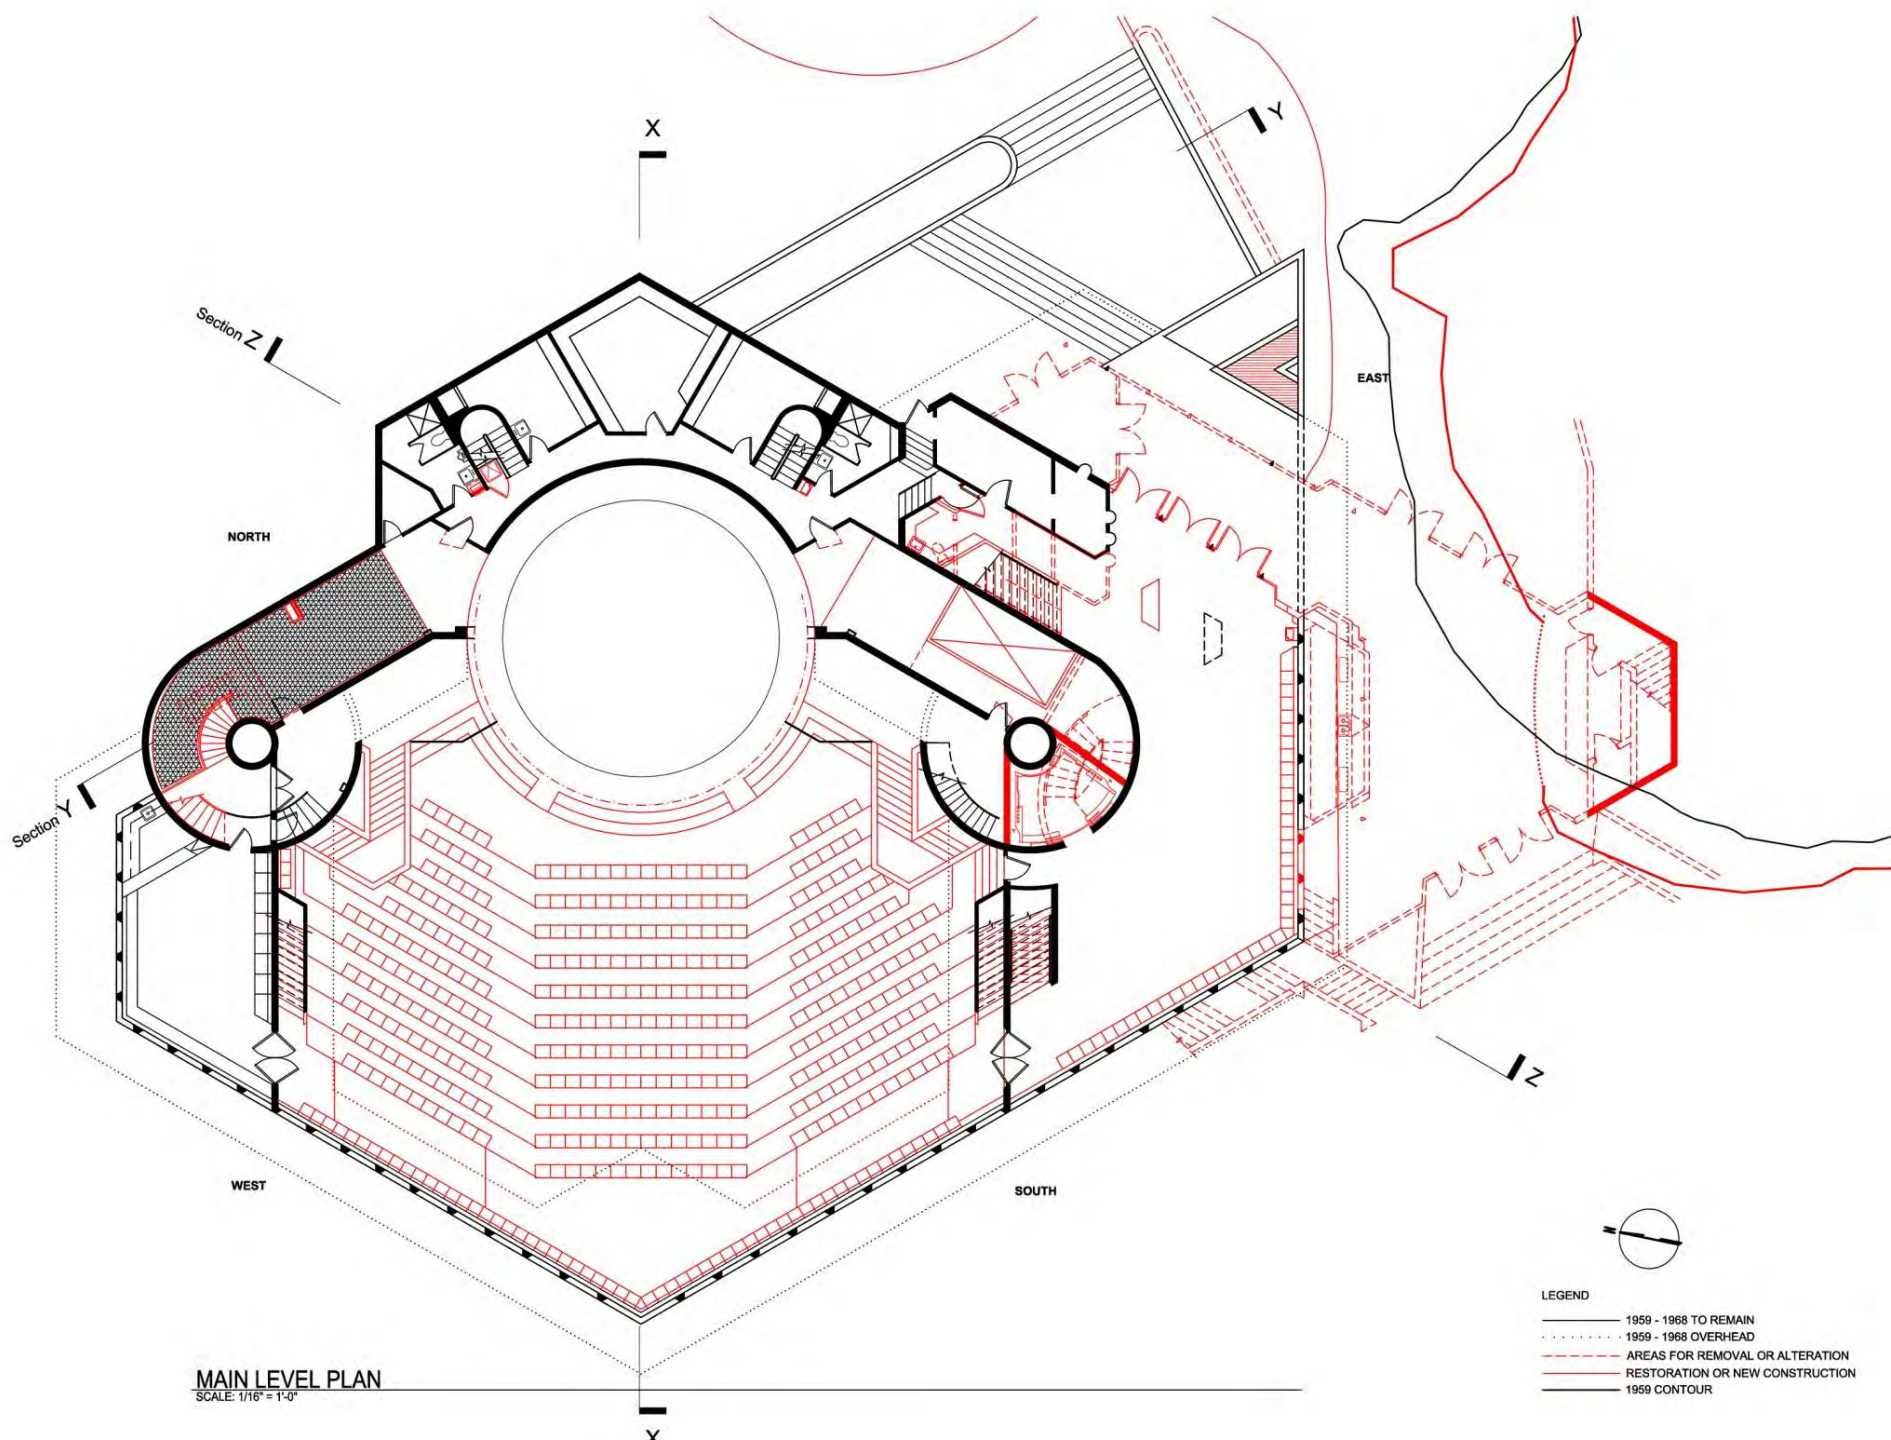 X
Y
Section Z
EAST
NORTH
Section Y
Z
WEST
SOUTH
N
LEGEND
1959 - 1968 TO REMAIN
1959 - 1968 OVERHEAD
AREAS FOR REMOVAL OR ALTERATION
RESTORATION OR NEW CONSTRUCTION
1959 CONTOUR
MAIN LEVEL PLAN
SCALE: 1/16" = 1'-0"
X